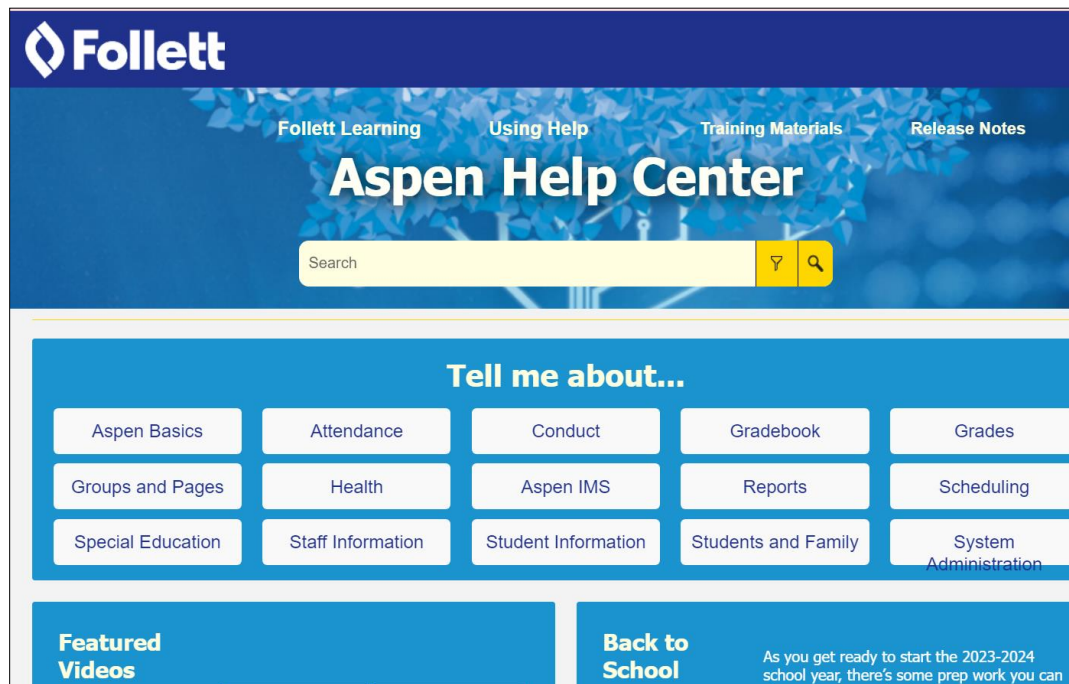 Follett
Follett Learning Using Help Training Materials Release Notes
Aspen Help Center
Search
Tell me about...
Aspen Basics Attendance Conduct Gradebook Grades
Groups and Pages Health Aspen IMS Reports Scheduling
Special Education Staff Information Student Information Students and Family System
Administration
Featured
Videos
Back to
School
As you get ready to start the 2023-2024
school year, there's some prep work you can